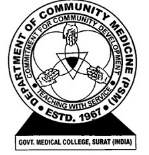 DEPARTMENT OF COMMUNITY MEDICINE (PSM)
COMMITMENT FOR COMMUNITY DEVELOPMENT
TEACHING WITH SERVICE
• ESTD. 1967 •
GOVT. MEDICAL COLLEGE, SURAT (INDIA)